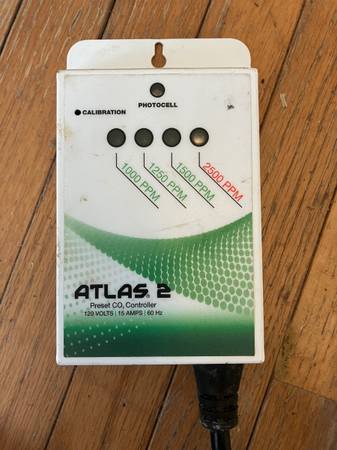 PHOTOCELL
CALIBRATION
1000 PPM
1250 PPM
1500 PPM
2500 PPM
ATLAS 2
Preset CO₂ Controller
120 VOLTS | 15 AMPS | 60 Hz